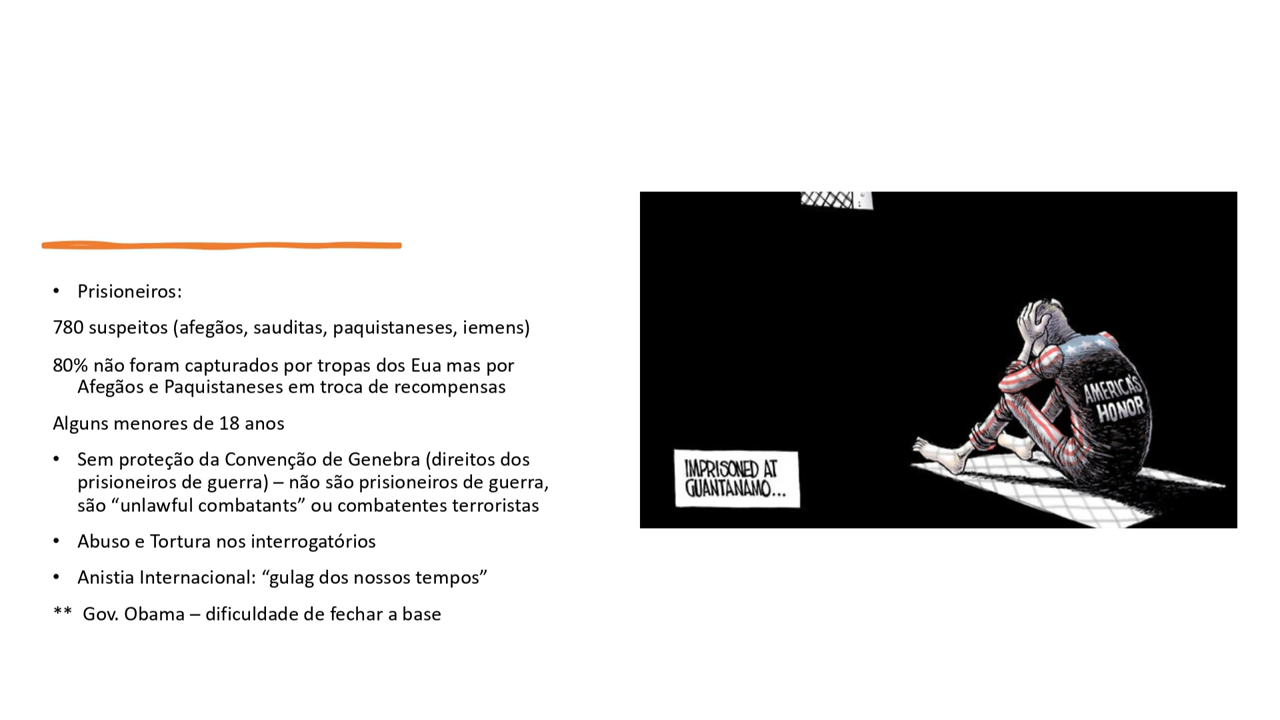 • Prisioneiros:
780 suspeitos (afegãos, sauditas, paquistaneses, iemens)
80% não foram capturados por tropas dos Eua mas por
Afegãos e Paquistaneses em troca de recompensas
Alguns menores de 18 anos
• Sem proteção da Convenção de Genebra (direitos dos
prisioneiros de guerra) – não são prisioneiros de guerra,
são “unlawful combatants” ou combatentes terroristas
• Abuso e Tortura nos interrogatórios
• Anistia Internacional: “gulag dos nossos tempos”
** Gov. Obama – dificuldade de fechar a base
AMERICA'S
HONOR
IMPRISONED AT
GUANTANAMO...